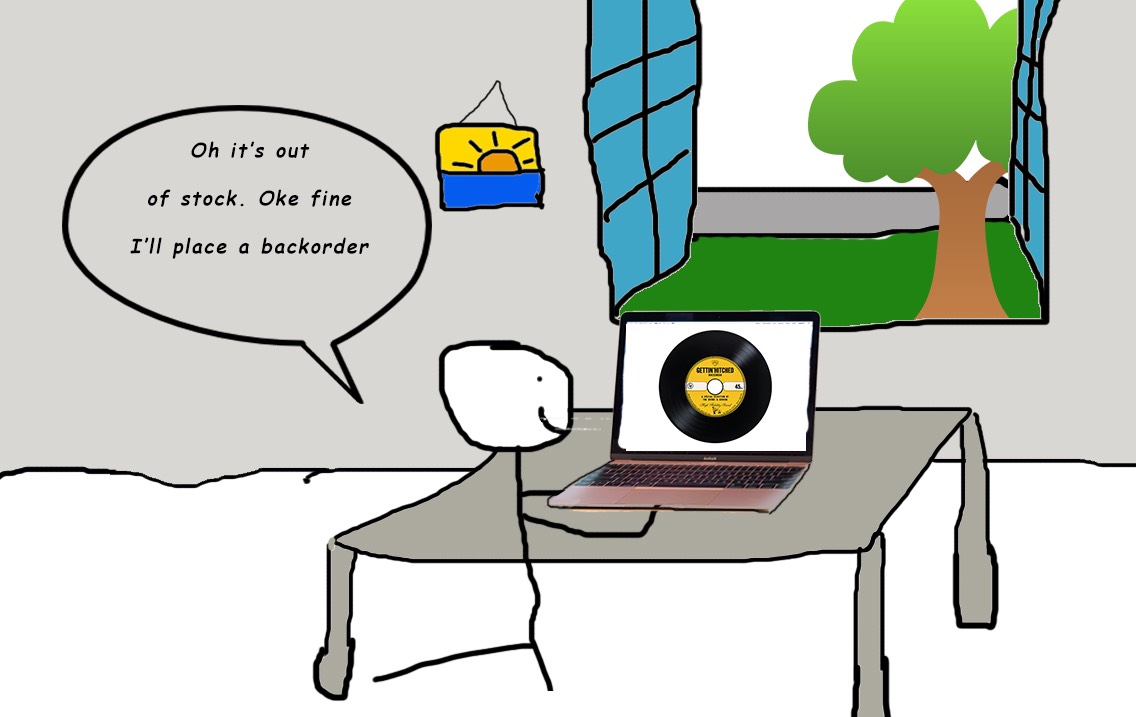 Oh it's out
of stock. Oke fine
I'll place a backorder
GETTIN' HITCHED
45